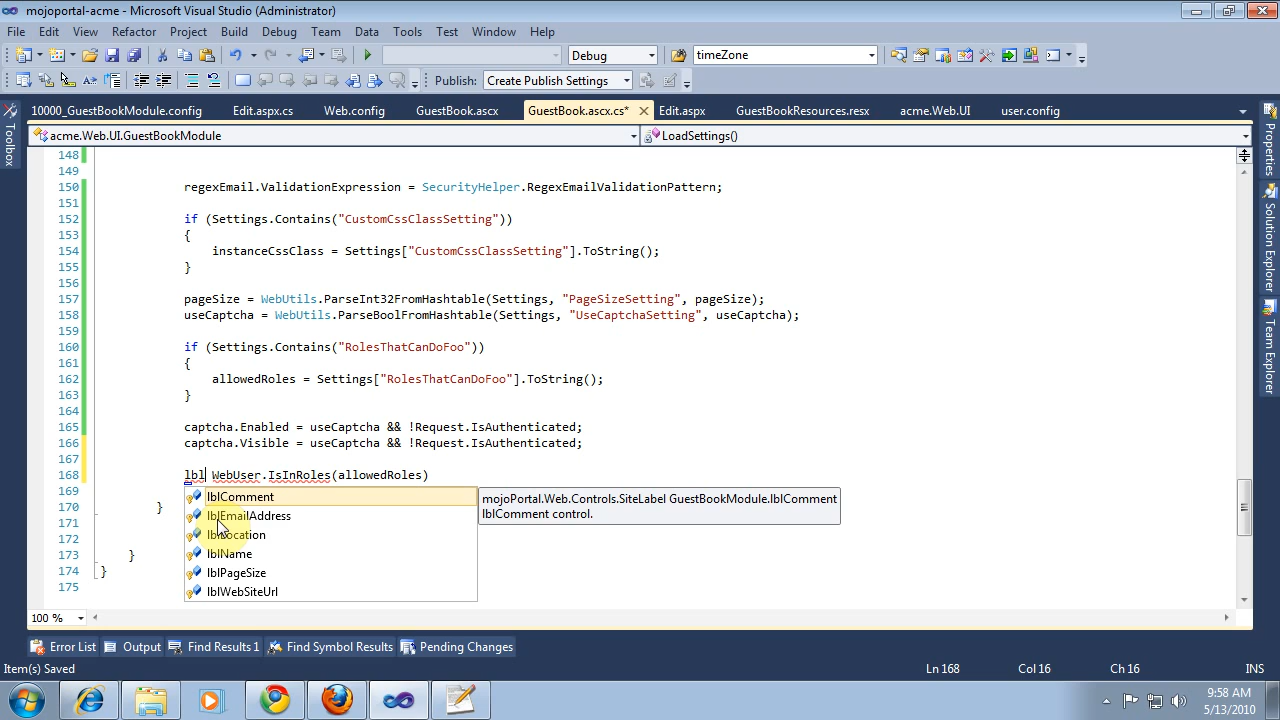 mojoportal-acme - Microsoft Visual Studio (Administrator)
File Edit View Refactor Project Build Debug Team Data Tools Test Window Help
Debug timeZone
Publish: Create Publish Settings
10000_GuestBookModule.config Edit.aspx.cs Web.config GuestBook.ascx GuestBook.ascx.cs* Edit.aspx GuestBookResources.resx acme.Web.UI user.config
acme.Web.UI.GuestBookModule LoadSettings()
Toolbox
Properties
Solution Explorer
Team Explorer
148
149
150 regexEmail.ValidationExpression = SecurityHelper.RegexEmailValidationPattern;
151
152 if (Settings.Contains("CustomCssClassSetting"))
153 {
154 instanceCssClass = Settings["CustomCssClassSetting"].ToString();
155 }
156
157 pageSize = WebUtils.ParseInt32FromHashtable(Settings, "PageSizeSetting", pageSize);
158 useCaptcha = WebUtils.ParseBoolFromHashtable(Settings, "UseCaptchaSetting", useCaptcha);
159
160 if (Settings.Contains("RolesThatCanDoFoo"))
161 {
162 allowedRoles = Settings["RolesThatCanDoFoo"].ToString();
163 }
164
165 captcha.Enabled = useCaptcha && !Request.IsAuthenticated;
166 captcha.Visible = useCaptcha && !Request.IsAuthenticated;
167
168 lbl WebUser.IsInRoles(allowedRoles)
169
170 }
171
172
173 }
174 }
175
lblComment
lblEmailAddress
lblLocation
lblName
lblPageSize
lblWebSiteUrl
mojoPortal.Web.Controls.SiteLabel GuestBookModule.lblComment
lblComment control.
100 %
Error List Output Find Results 1 Find Symbol Results Pending Changes
Item(s) Saved Ln 168 Col 16 Ch 16 INS
9:58 AM
5/13/2010